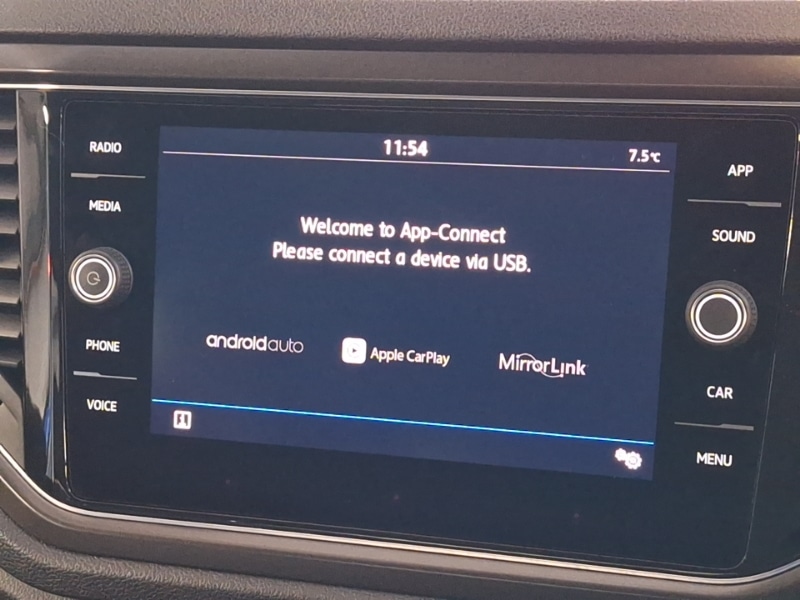 RADIO
MEDIA
PHONE
VOICE
11:54
7.5°C
Welcome to App-Connect
Please connect a device via USB.
androidauto
Apple CarPlay
MirrorLink
APP
SOUND
CAR
MENU